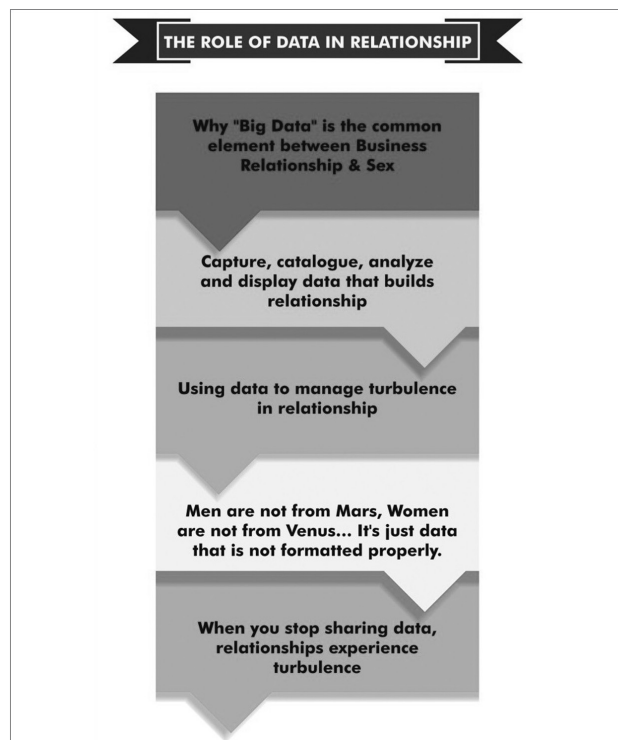 THE ROLE OF DATA IN RELATIONSHIP
Why "Big Data" is the common
element between Business
Relationship & Sex
Capture, catalogue, analyze
and display data that builds
relationship
Using data to manage turbulence
in relationship
Men are not from Mars, Women
are not from Venus... It's just data
that is not formatted properly.
When you stop sharing data,
relationships experience
turbulence